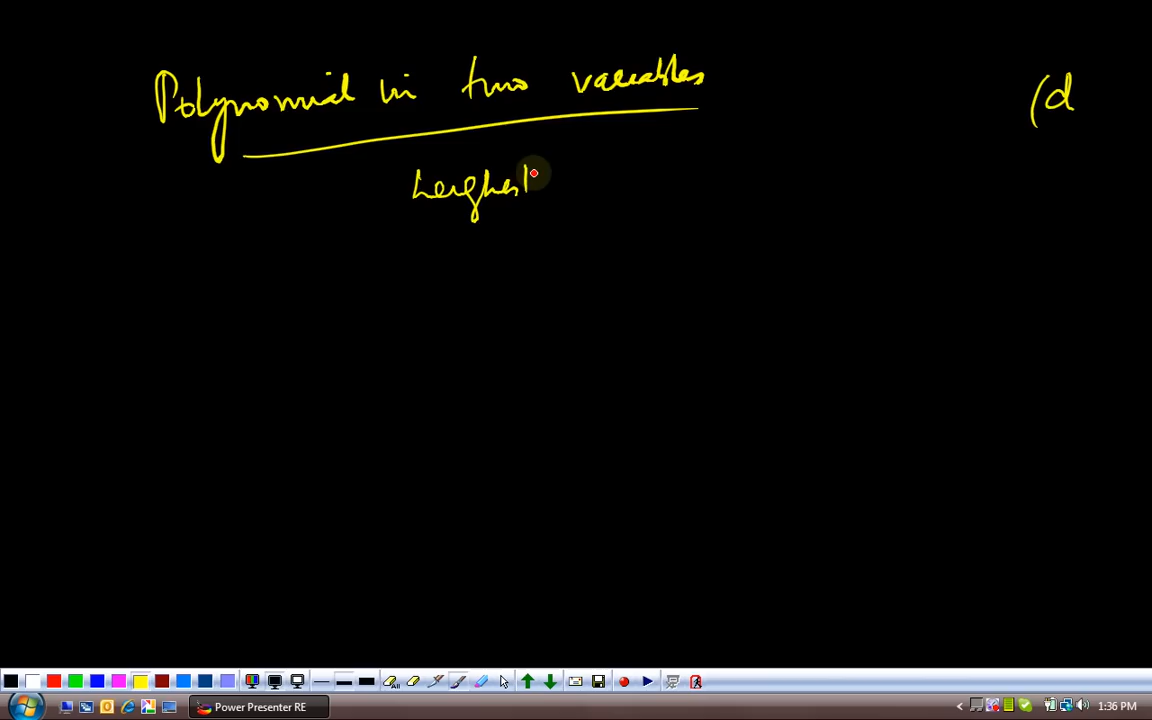 Polynomial in two variables
(d
highest
Power Presenter RE
1:36 PM